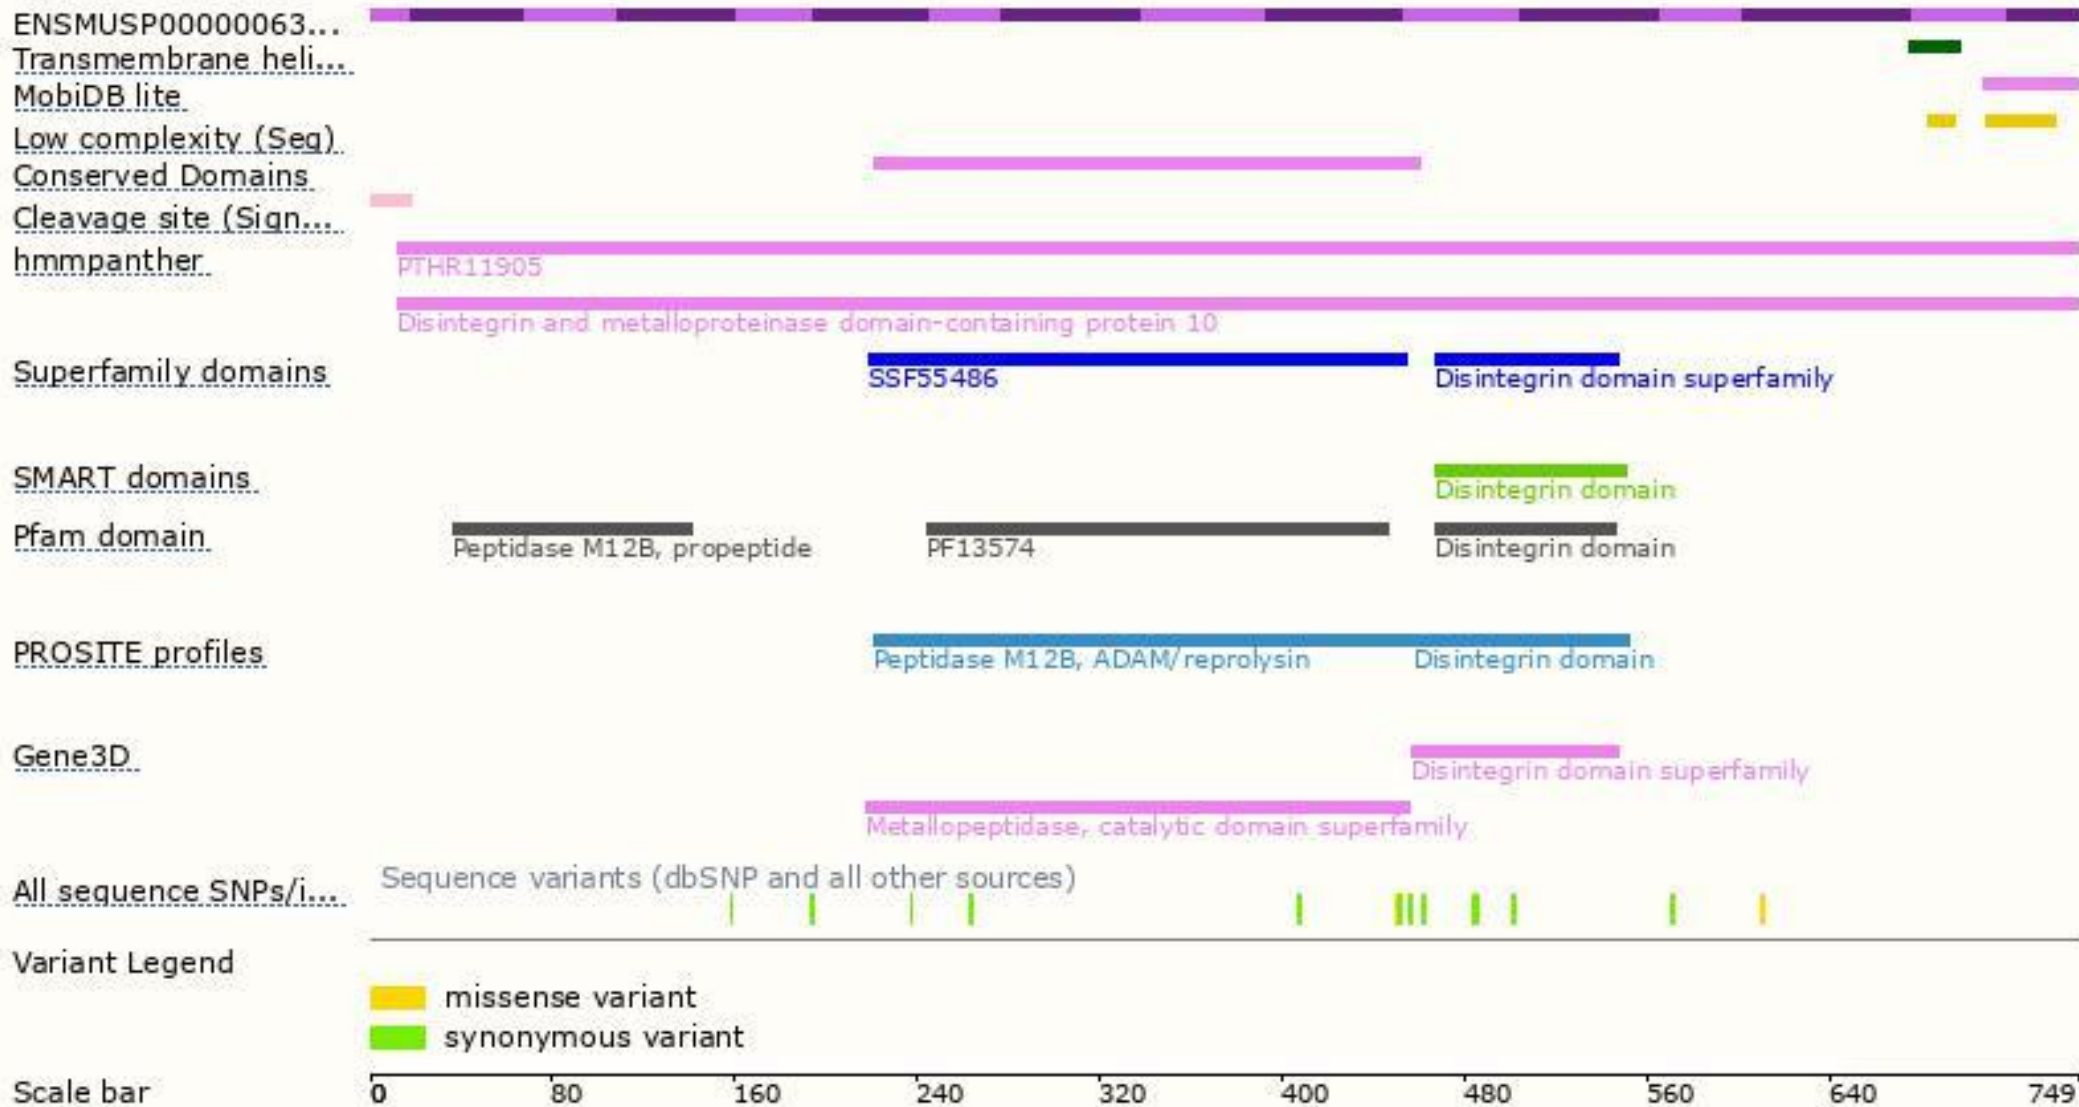 ENSMUSP00000063...
Transmembrane heli...
MobiDB lite
Low complexity (Seg)
Conserved Domains
Cleavage site (Sign...
hmmpanther
PTHR11905
Disintegrin and metalloproteinase domain-containing protein 10
Superfamily domains
SSF55486 Disintegrin domain superfamily
SMART domains
Disintegrin domain
Pfam domain
Peptidase M12B, propeptide PF13574 Disintegrin domain
PROSITE profiles
Peptidase M12B, ADAM/reprolysin Disintegrin domain
Gene3D
Disintegrin domain superfamily
Metallopeptidase, catalytic domain superfamily
All sequence SNPs/i...
Sequence variants (dbSNP and all other sources)
Variant Legend
missense variant
synonymous variant
Scale bar 0 80 160 240 320 400 480 560 640 749